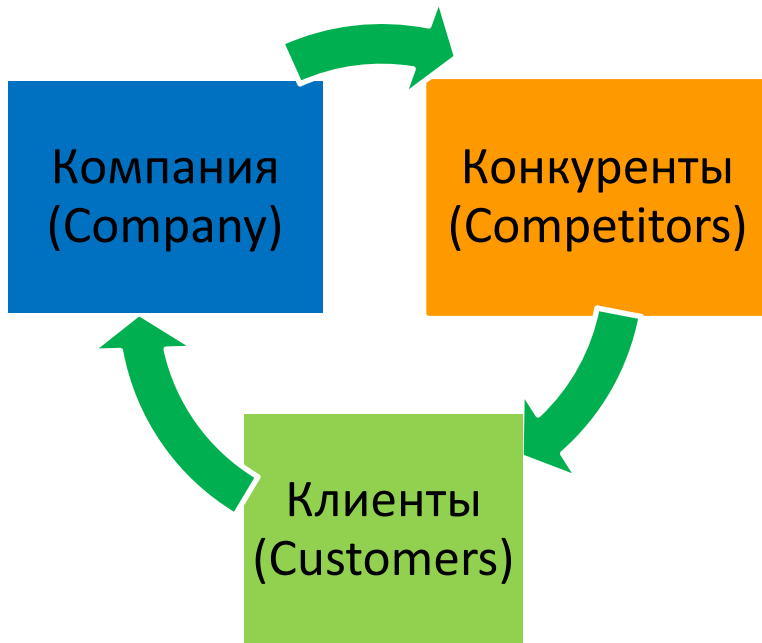 Компания
(Company)
Конкуренты
(Competitors)
Клиенты
(Customers)